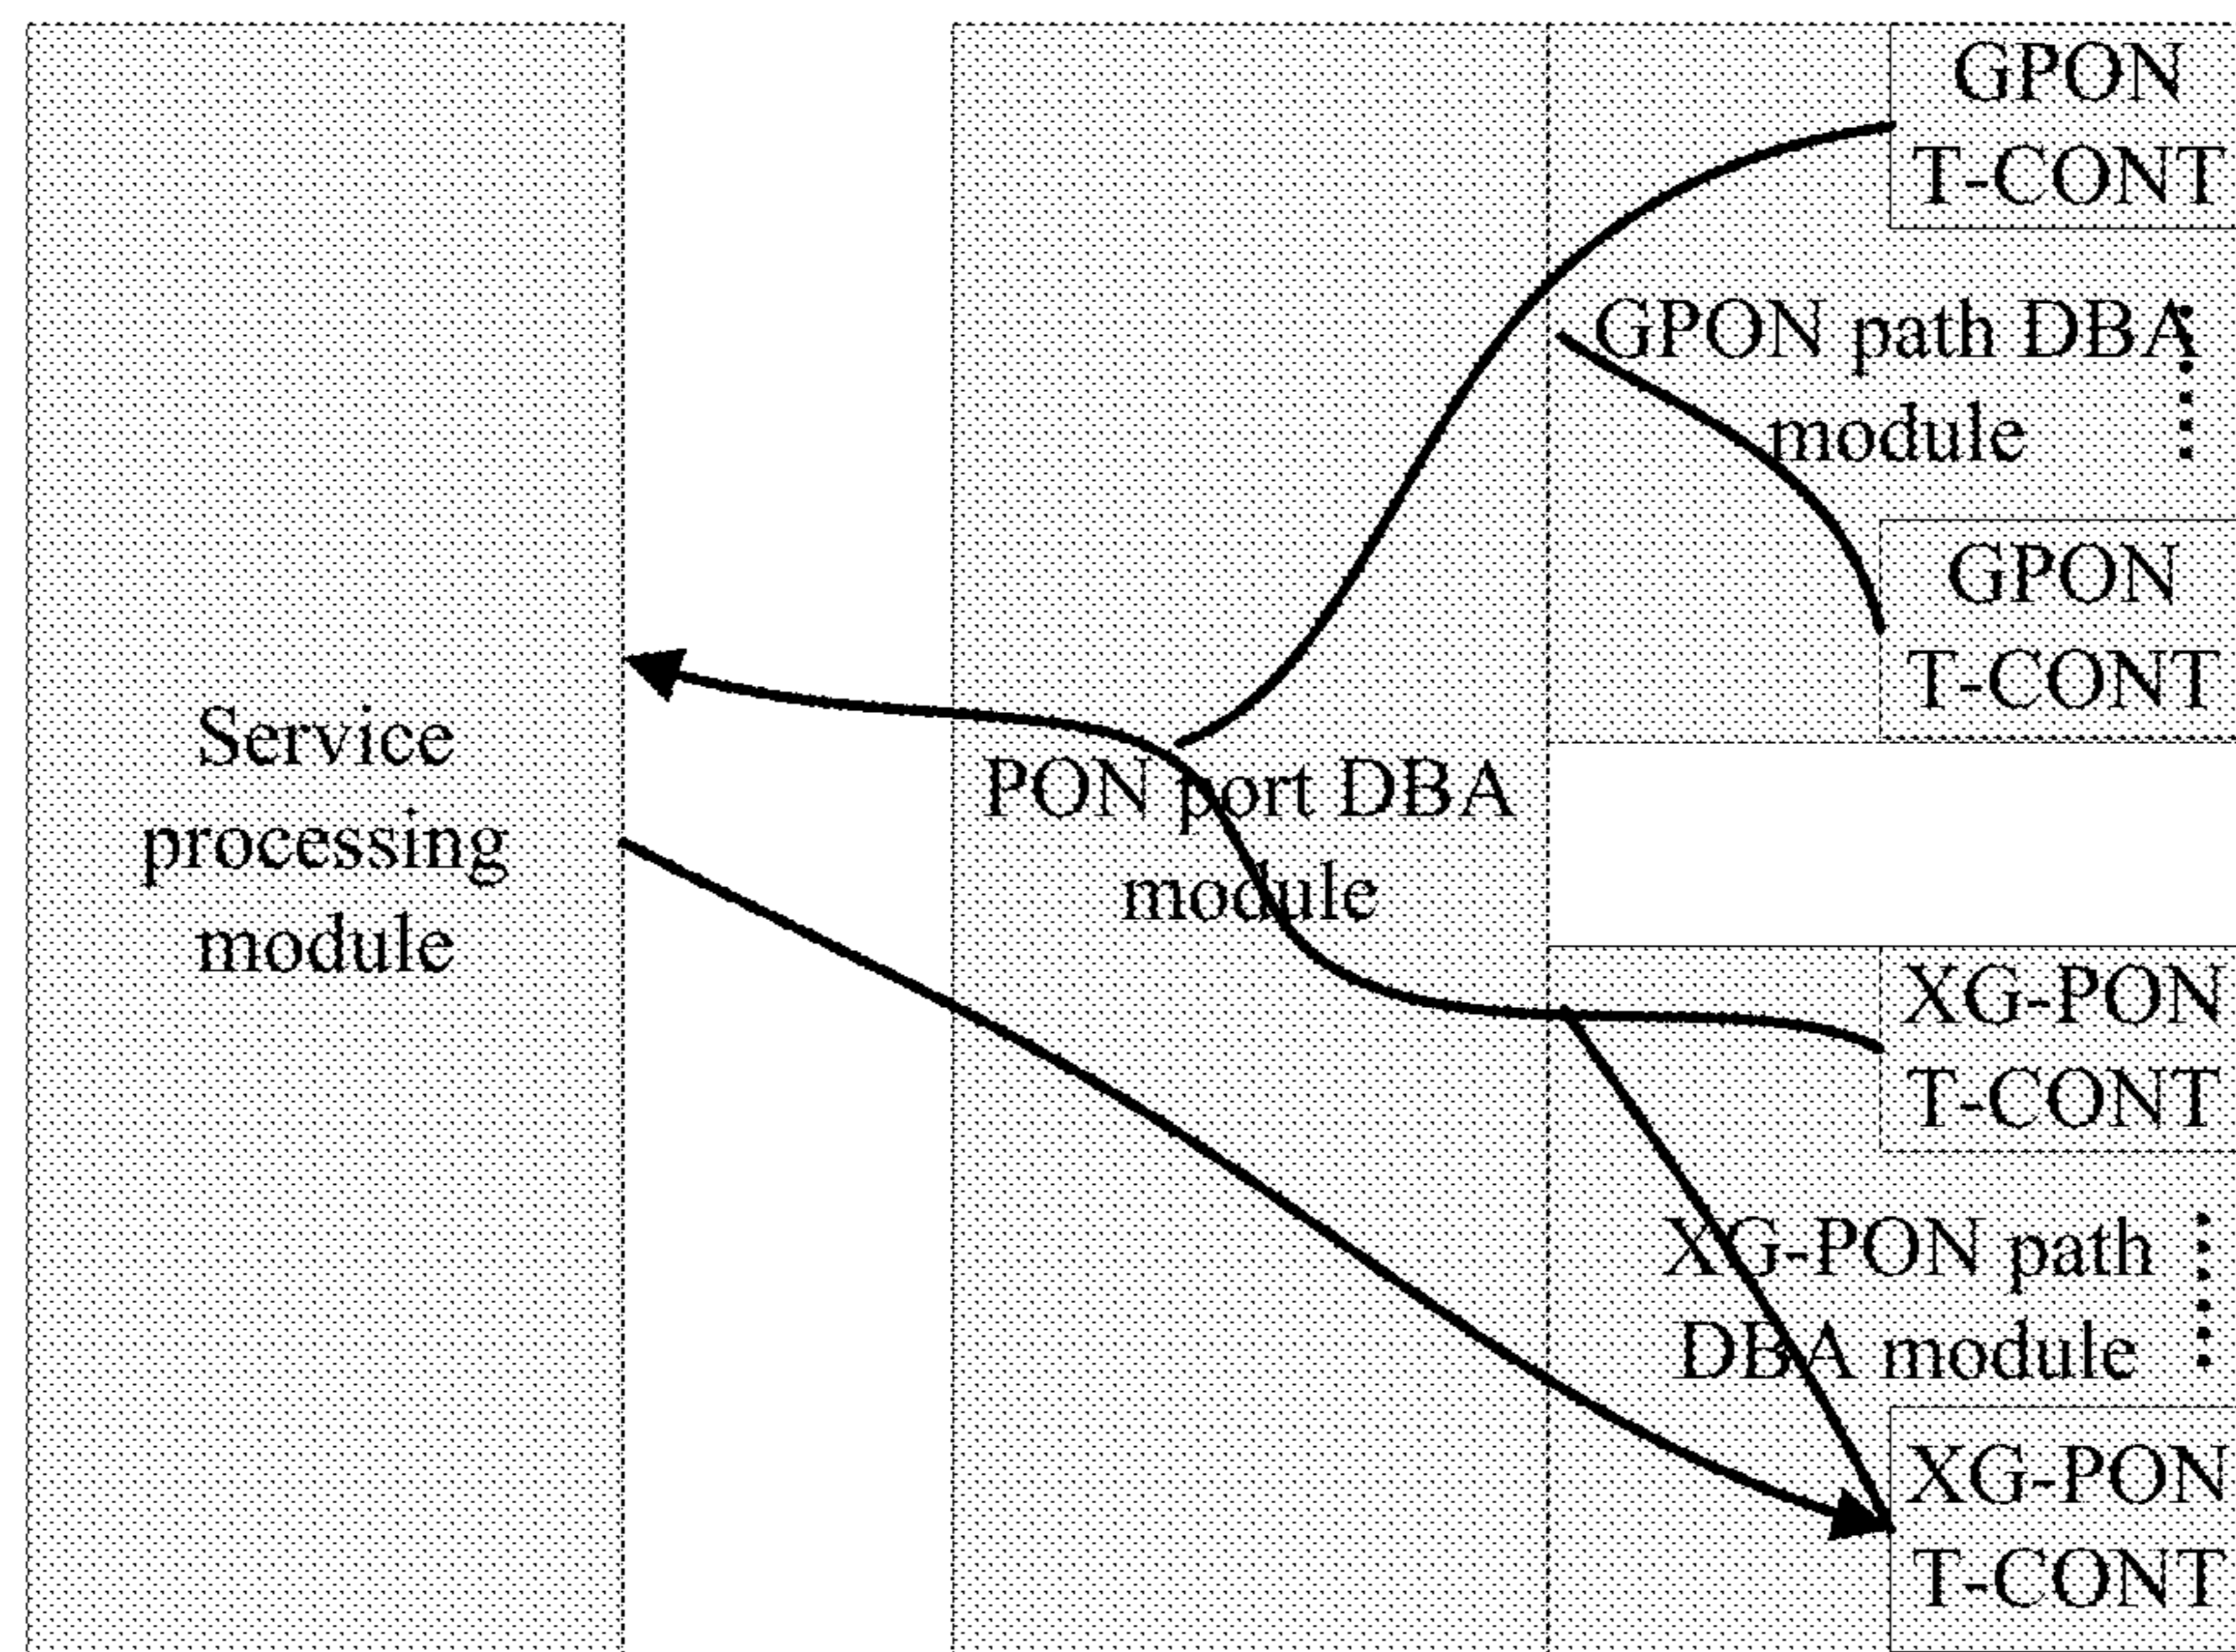 Service
processing
module
PON port DBA
module
GPON
T-CONT
GPON path DBA
module
GPON
T-CONT
XG-PON
T-CONT
XG-PON path
DBA module
XG-PON
T-CONT